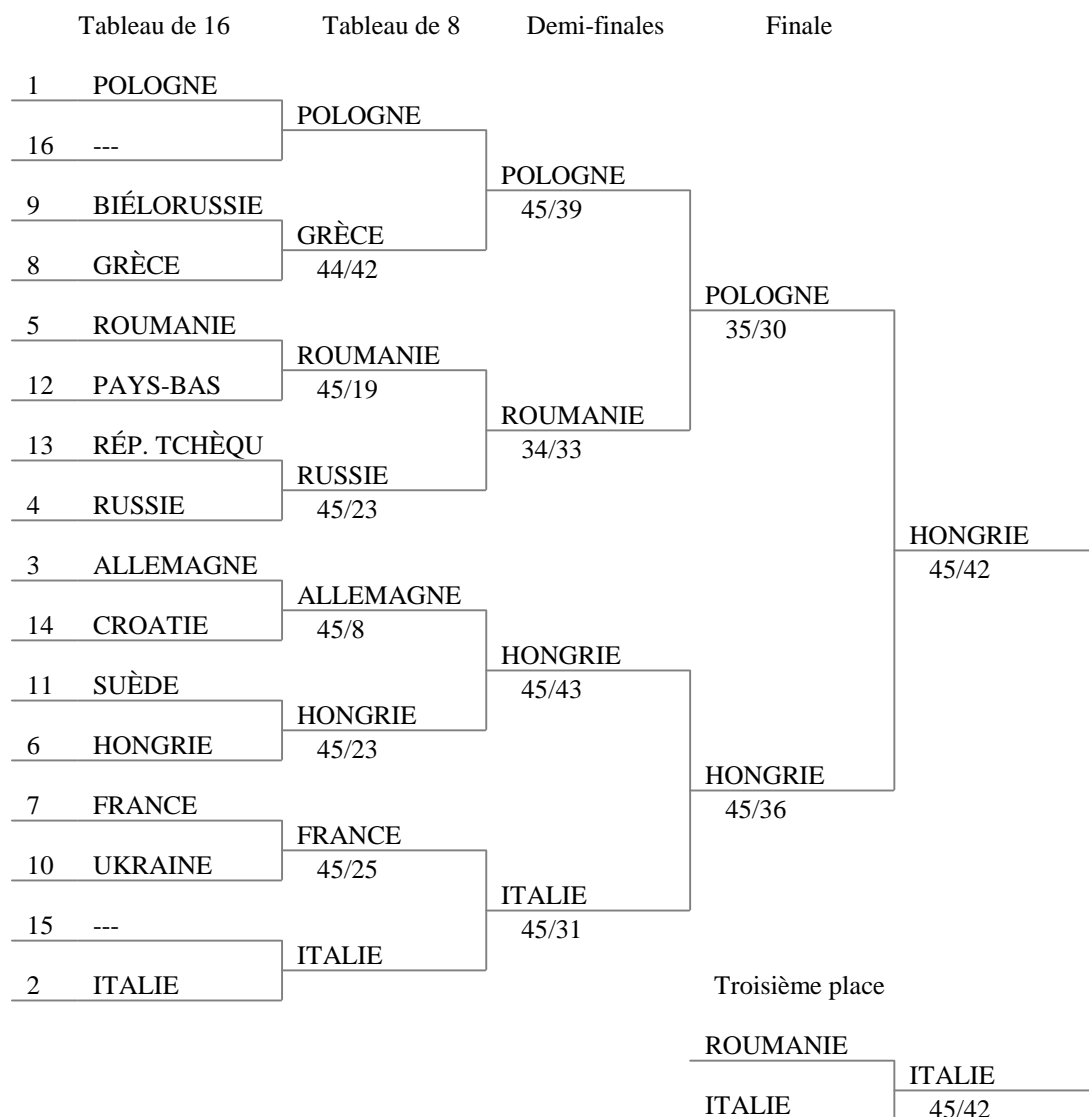 Tableau de 16 Tableau de 8 Demi-finales Finale
1 POLOGNE
POLOGNE
16 ---
POLOGNE
45/39
9 BIÉLORUSSIE
GRÈCE
44/42
8 GRÈCE
POLOGNE
35/30
5 ROUMANIE
ROUMANIE
45/19
12 PAYS-BAS
ROUMANIE
34/33
13 RÉP. TCHÈQU
RUSSIE
45/23
4 RUSSIE
HONGRIE
45/42
3 ALLEMAGNE
ALLEMAGNE
45/8
14 CROATIE
HONGRIE
45/43
11 SUÈDE
HONGRIE
45/23
6 HONGRIE
HONGRIE
45/36
7 FRANCE
FRANCE
45/25
10 UKRAINE
ITALIE
45/31
15 ---
ITALIE
2 ITALIE
Troisième place
ROUMANIE
ITALIE
45/42
ITALIE